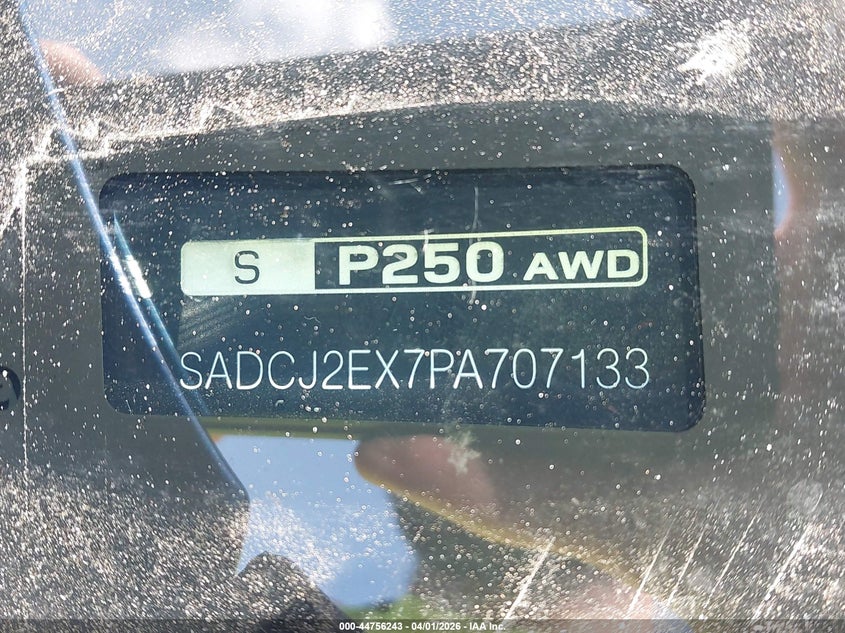 S P250 AWD
SADCJ2EX7PA707133
000-44756243 - 04/01/2026 - IAA Inc.